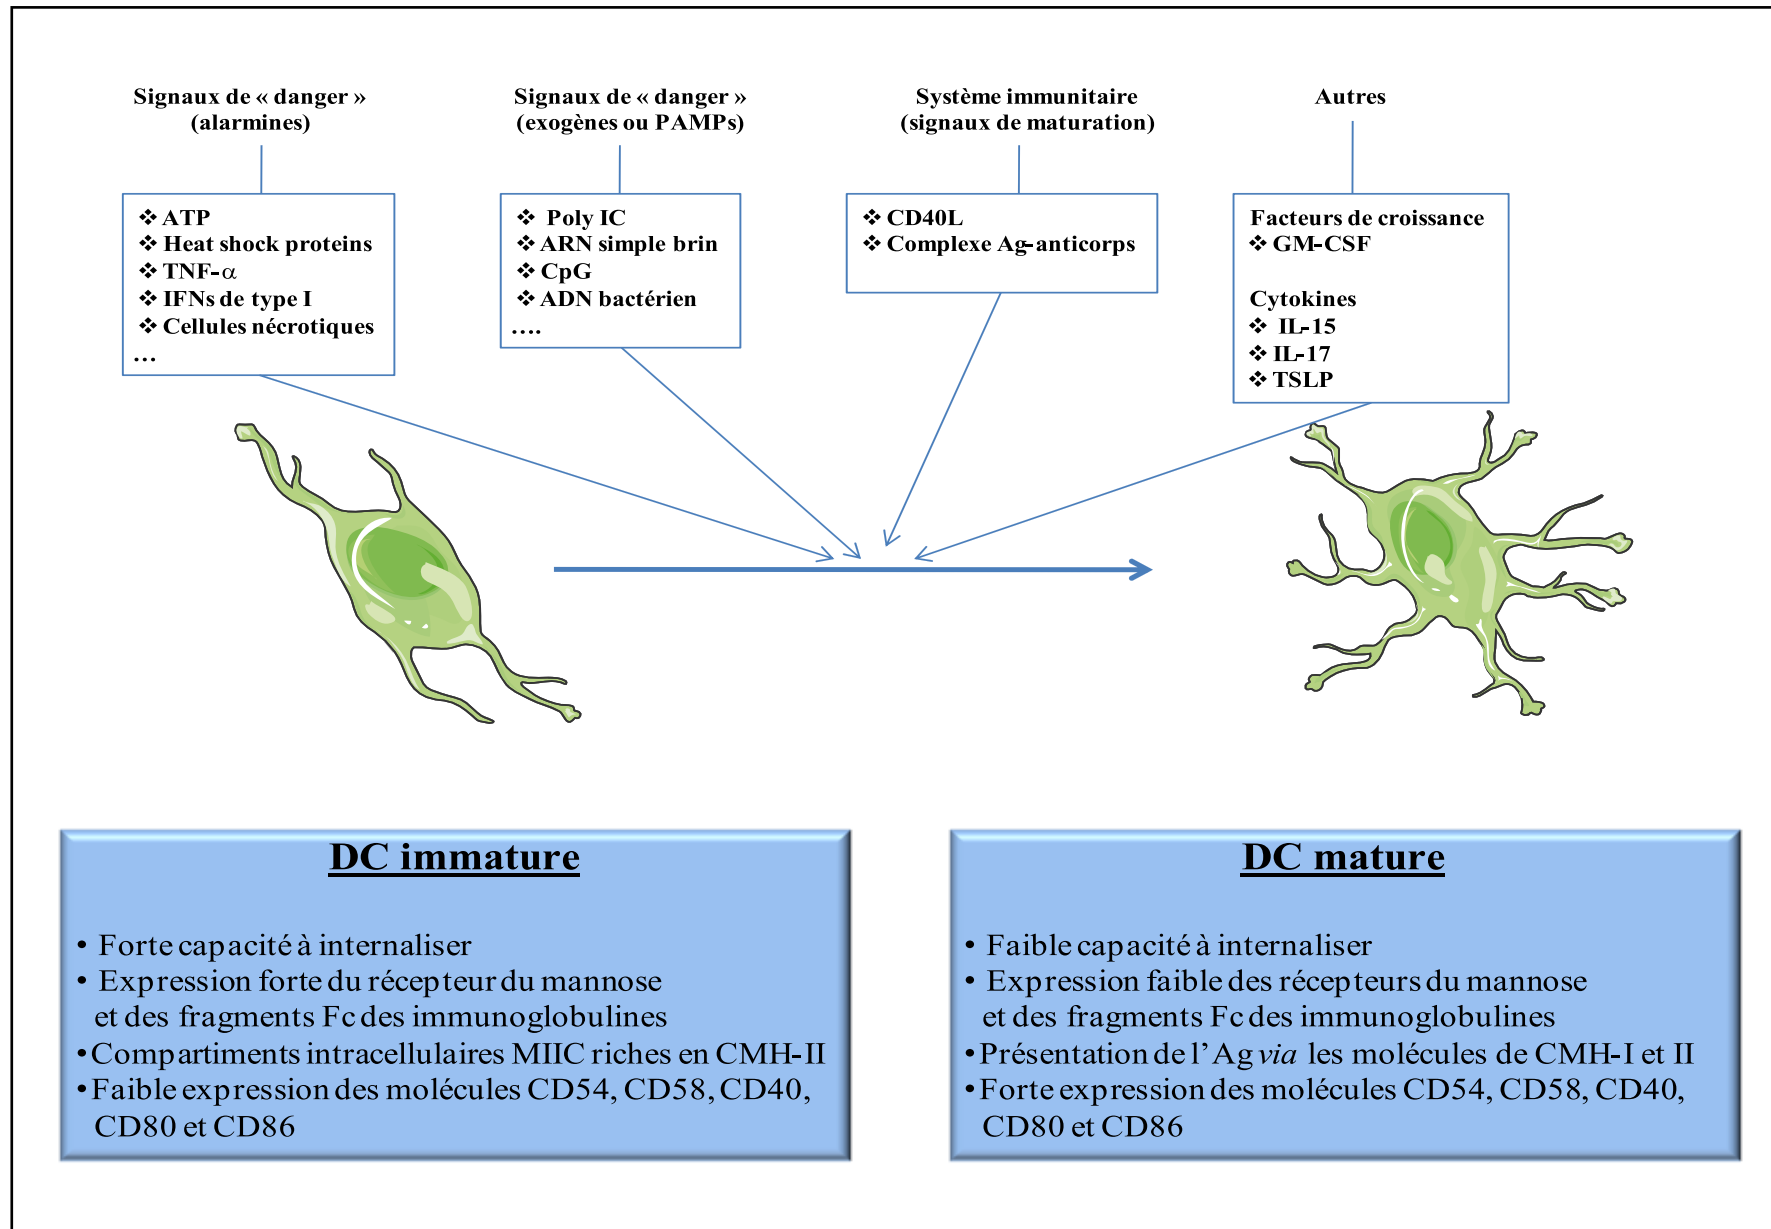 Signaux de « danger »
(alarmines)
❖ ATP
❖ Heat shock proteins
❖ TNF-α
❖ IFNs de type I
❖ Cellules nécrotiques
...
Signaux de « danger »
(exogènes ou PAMPs)
❖ Poly IC
❖ ARN simple brin
❖ CpG
❖ ADN bactérien
....
Système immunitaire
(signaux de maturation)
❖ CD40L
❖ Complexe Ag-anticorps
Autres
Facteurs de croissance
❖ GM-CSF
Cytokines
❖ IL-15
❖ IL-17
❖ TSLP
DC immature
• Forte capacité à internaliser
• Expression forte du récepteur du mannose
et des fragments Fc des immunoglobulines
• Compartiments intracellulaires MIIC riches en CMH-II
• Faible expression des molécules CD54, CD58, CD40,
CD80 et CD86
DC mature
• Faible capacité à internaliser
• Expression faible des récepteurs du mannose
et des fragments Fc des immunoglobulines
• Présentation de l’Ag via les molécules de CMH-I et II
• Forte expression des molécules CD54, CD58, CD40,
CD80 et CD86